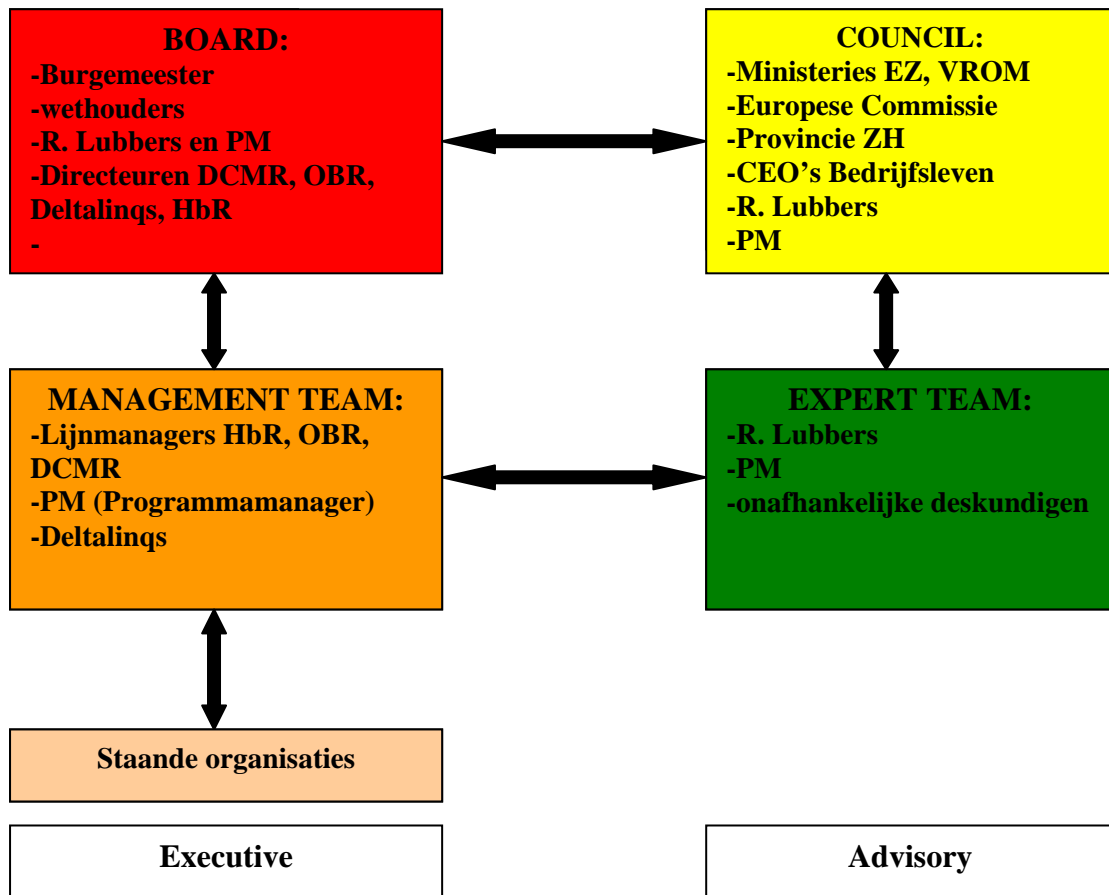 BOARD:
-Burgemeester
-wethouders
-R. Lubbers en PM
-Directeuren DCMR, OBR,
Deltalinqs, HbR
-
COUNCIL:
-Ministeries EZ, VROM
-Europese Commissie
-Provincie ZH
-CEO’s Bedrijfsleven
-R. Lubbers
-PM
MANAGEMENT TEAM:
-Lijnmanagers HbR, OBR,
DCMR
-PM (Programmamanager)
-Deltalinqs
EXPERT TEAM:
-R. Lubbers
-PM
-onafhankelijke deskundigen
Staande organisaties
Executive
Advisory